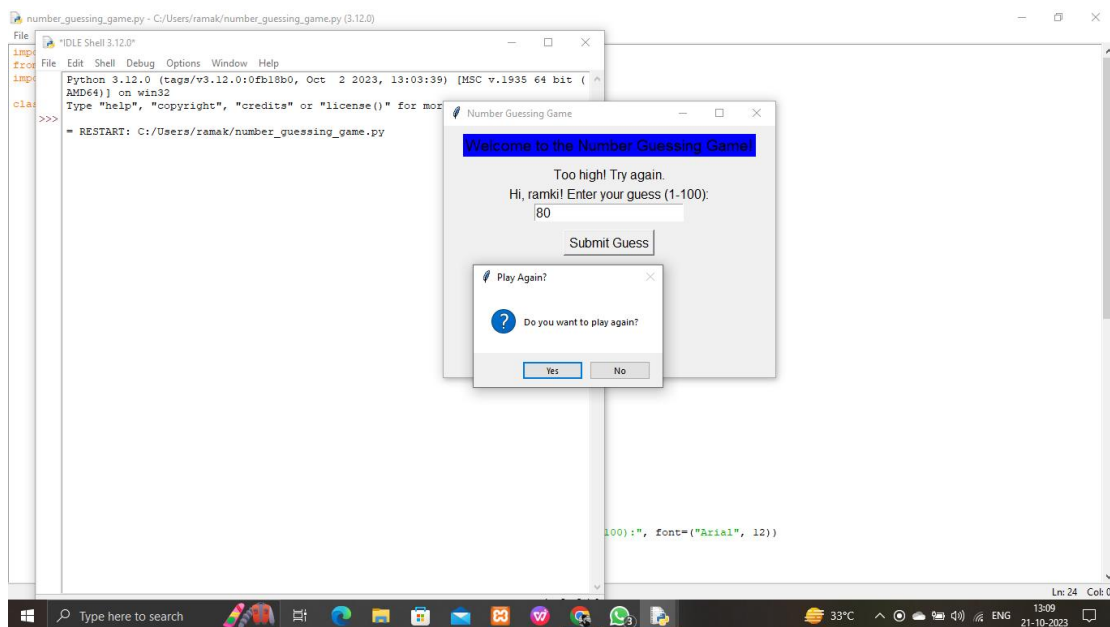 number_guessing_game.py - C:/Users/ramak/number_guessing_game.py (3.12.0)
File
*IDLE Shell 3.12.0*
File Edit Shell Debug Options Window Help
Python 3.12.0 (tags/v3.12.0:0fb18b0, Oct 2 2023, 13:03:39) [MSC v.1935 64 bit (
AMD64)] on win32
Type "help", "copyright", "credits" or "license()" for mor
>>>
= RESTART: C:/Users/ramak/number_guessing_game.py
impo
from
impo
clas
Number Guessing Game
Welcome to the Number Guessing Game!
Too high! Try again.
Hi, ramki! Enter your guess (1-100):
80
Submit Guess
Play Again?
Do you want to play again?
Yes No
100):", font=("Arial", 12))
Ln: 24 Col: 0
Type here to search
33°C ENG 13:09
21-10-2023